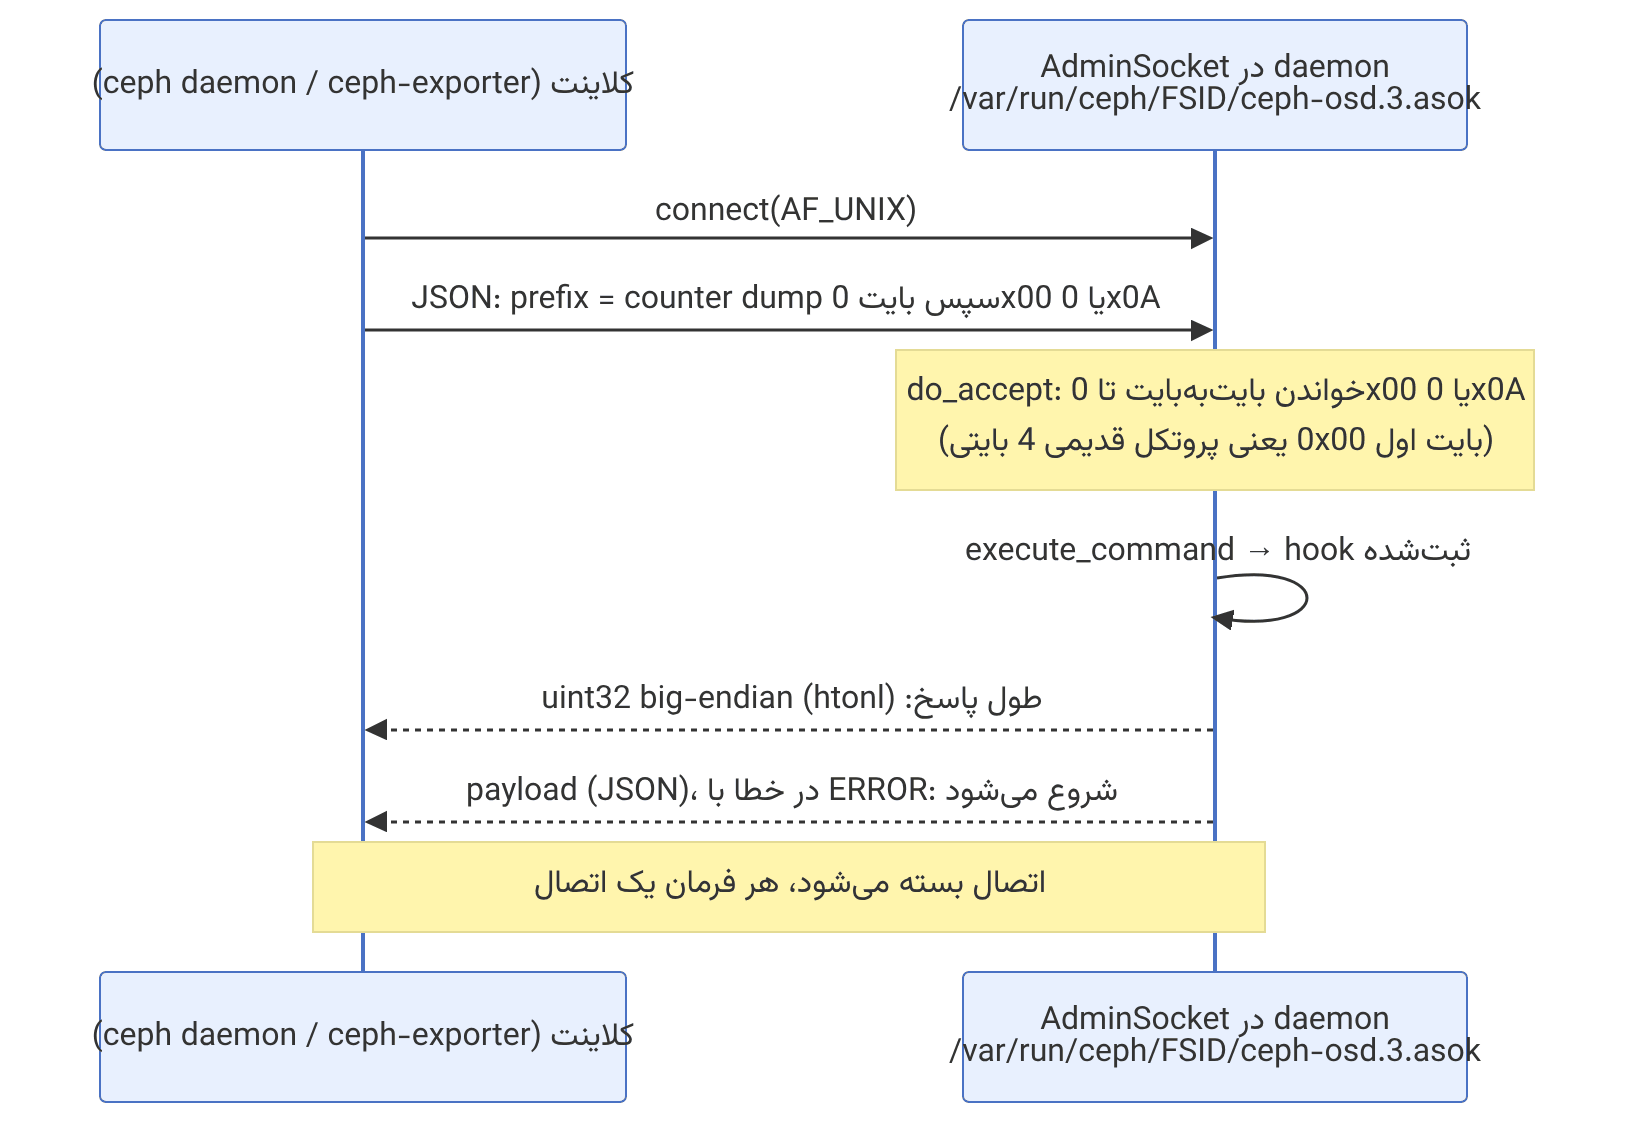 کلاینت (ceph daemon / ceph-exporter)
AdminSocket در daemon
/var/run/ceph/FSID/ceph-osd.3.asok
connect(AF_UNIX)
JSON: prefix = counter dump سپس بایت 0x00 یا 0x0A
do_accept: خواندن بایت‌به‌بایت تا 0x00 یا 0x0A
(بایت اول 0x00 یعنی پروتکل قدیمی 4 بایتی)
execute_command → hook ثبت‌شده
طول پاسخ: uint32 big-endian (htonl)
payload (JSON)، در خطا با ERROR: شروع می‌شود
اتصال بسته می‌شود، هر فرمان یک اتصال
کلاینت (ceph daemon / ceph-exporter)
AdminSocket در daemon
/var/run/ceph/FSID/ceph-osd.3.asok